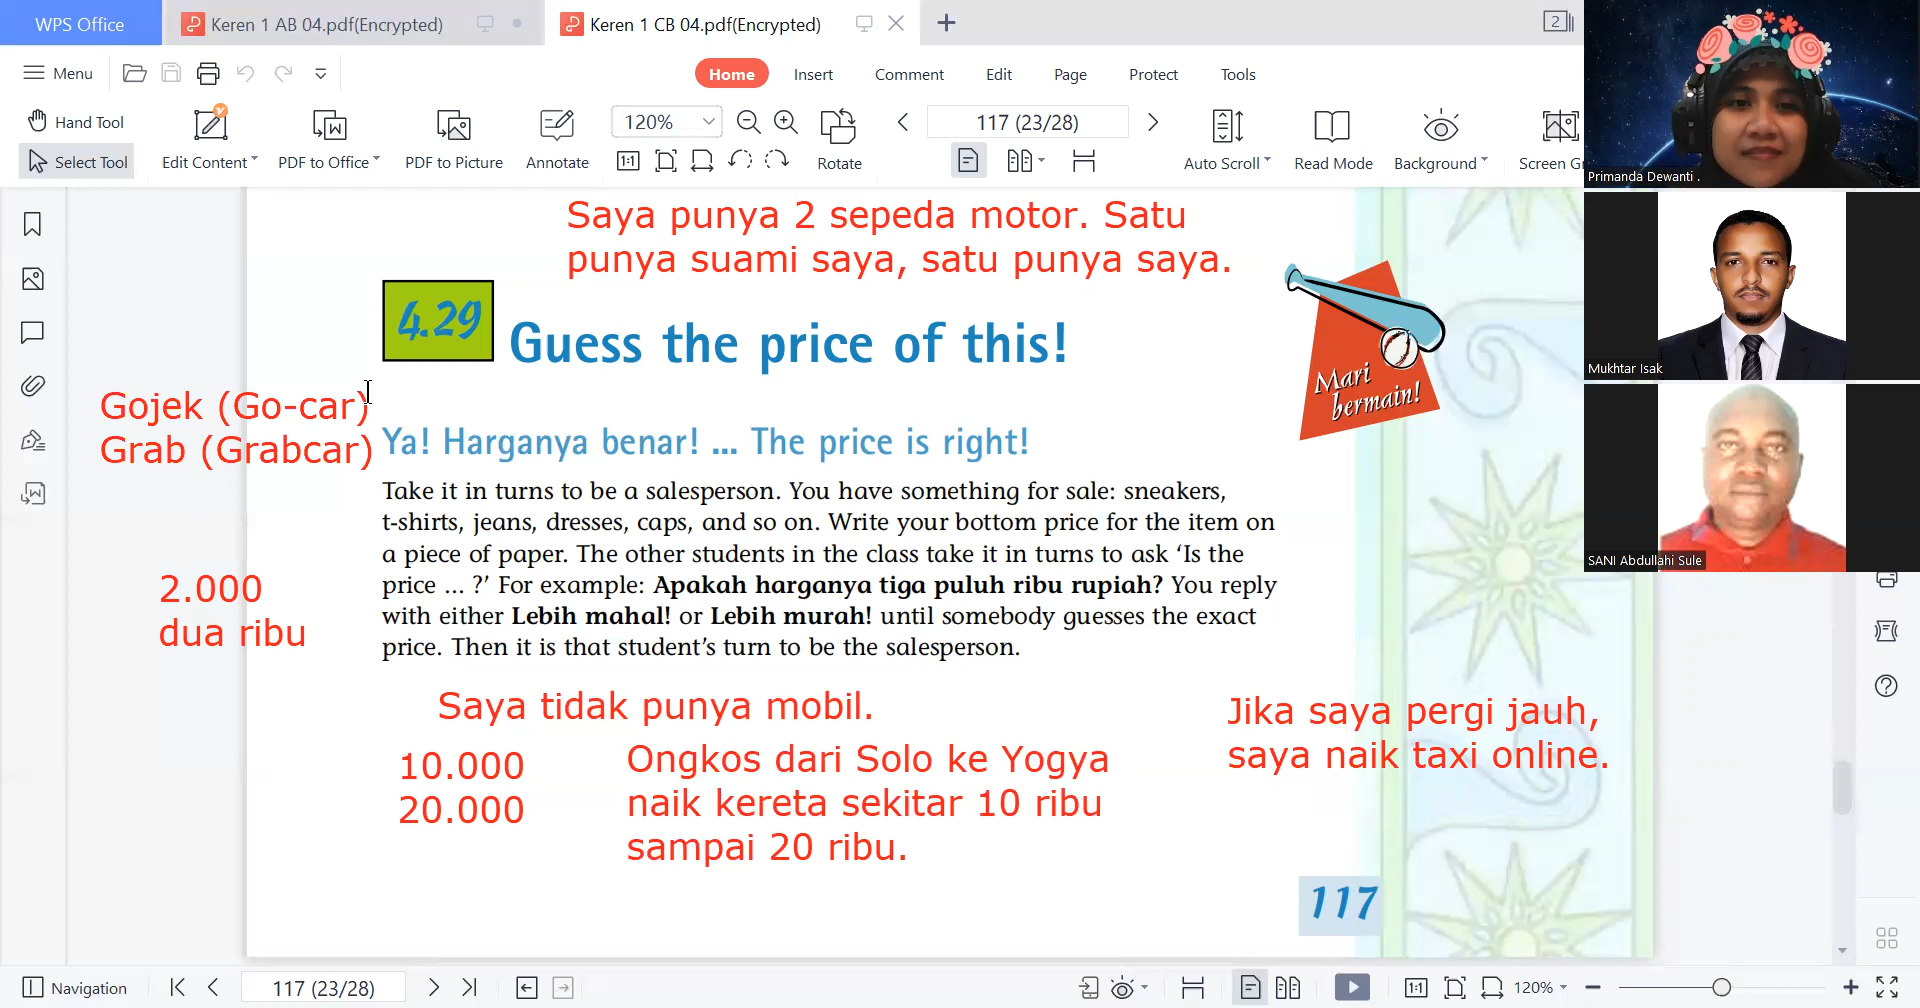 WPS Office
Keren 1 AB 04.pdf(Encrypted)
Keren 1 CB 04.pdf(Encrypted)
2
Menu
Home
Insert
Comment
Edit
Page
Protect
Tools
Hand Tool
Select Tool
Edit Content
PDF to Office
PDF to Picture
Annotate
120%
1:1
Rotate
117 (23/28)
Auto Scroll
Read Mode
Background
Screen Gr
Primanda Dewanti .
Mukhtar Isak
SANI Abdullahi Sule
Saya punya 2 sepeda motor. Satu
punya suami saya, satu punya saya.
4.29
Guess the price of this!
Mari
bermain!
Gojek (Go-car)
Grab (Grabcar)
Ya! Harganya benar! ... The price is right!
Take it in turns to be a salesperson. You have something for sale: sneakers,
t-shirts, jeans, dresses, caps, and so on. Write your bottom price for the item on
a piece of paper. The other students in the class take it in turns to ask ‘Is the
price ... ?’ For example: Apakah harganya tiga puluh ribu rupiah? You reply
with either Lebih mahal! or Lebih murah! until somebody guesses the exact
price. Then it is that student’s turn to be the salesperson.
2.000
dua ribu
Saya tidak punya mobil.
10.000
20.000
Ongkos dari Solo ke Yogya
naik kereta sekitar 10 ribu
sampai 20 ribu.
Jika saya pergi jauh,
saya naik taxi online.
117
Navigation
117 (23/28)
1:1
120%